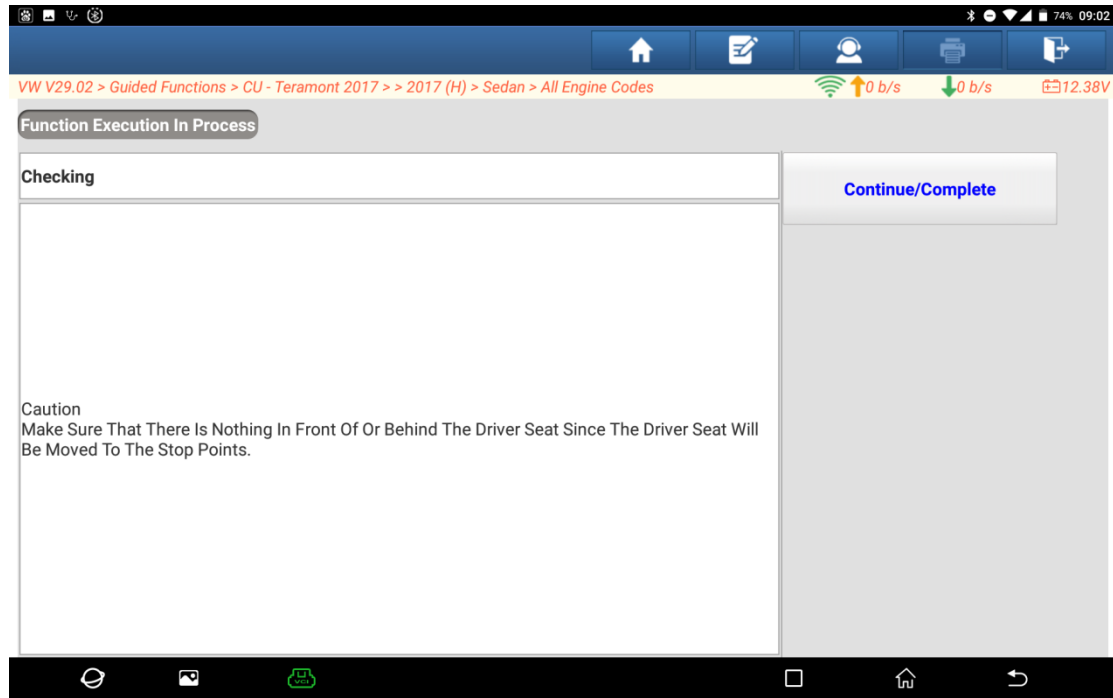 74% 09:02
VW V29.02 > Guided Functions > CU - Teramont 2017 > > 2017 (H) > Sedan > All Engine Codes
0 b/s
0 b/s
12.38V
Function Execution In Process
Checking
Continue/Complete
Caution
Make Sure That There Is Nothing In Front Of Or Behind The Driver Seat Since The Driver Seat Will
Be Moved To The Stop Points.
VCI